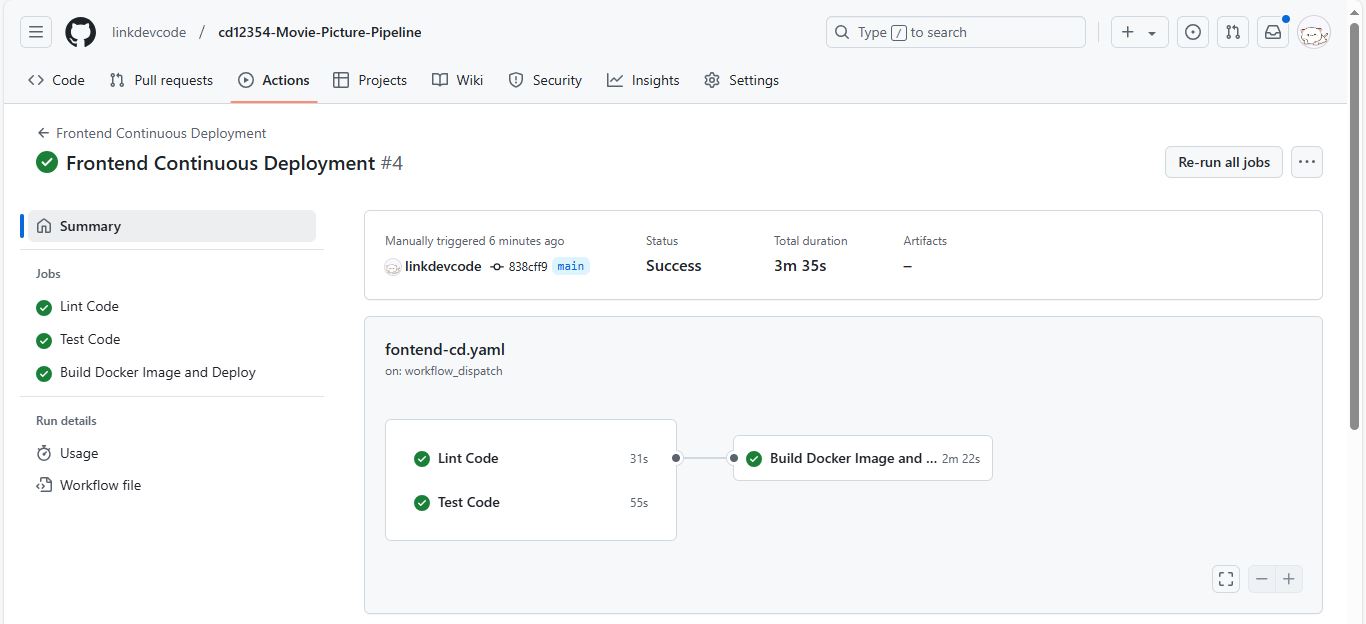 linkdevcode / cd12354-Movie-Picture-Pipeline
Type / to search
Code Pull requests Actions Projects Wiki Security Insights Settings
Frontend Continuous Deployment
Frontend Continuous Deployment #4
Re-run all jobs
Summary
Jobs
Lint Code
Test Code
Build Docker Image and Deploy
Run details
Usage
Workflow file
Manually triggered 6 minutes ago
linkdevcode 838cff9 main
Status
Success
Total duration
3m 35s
Artifacts
–
fontend-cd.yaml
on: workflow_dispatch
Lint Code 31s
Test Code 55s
Build Docker Image and ... 2m 22s